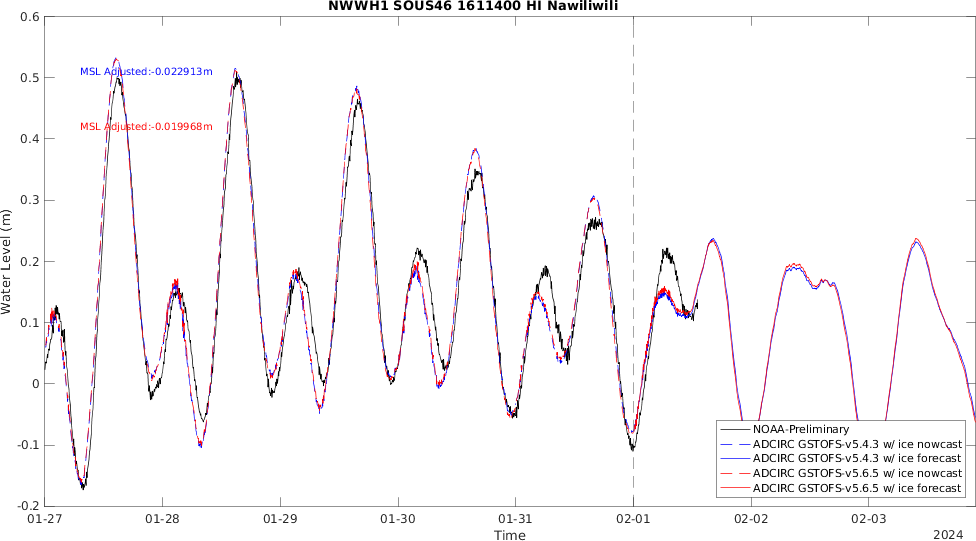 NWWH1 SOUS46 1611400 HI Nawiliwili
0.6
0.5
0.4
0.3
0.2
0.1
0
-0.1
-0.2
Water Level (m)
MSL Adjusted:-0.022913m
MSL Adjusted:-0.019968m
NOAA-Preliminary
ADCIRC GSTOFS-v5.4.3 w/ ice nowcast
ADCIRC GSTOFS-v5.4.3 w/ ice forecast
ADCIRC GSTOFS-v5.6.5 w/ ice nowcast
ADCIRC GSTOFS-v5.6.5 w/ ice forecast
01-27 01-28 01-29 01-30 01-31 02-01 02-02 02-03
Time
2024